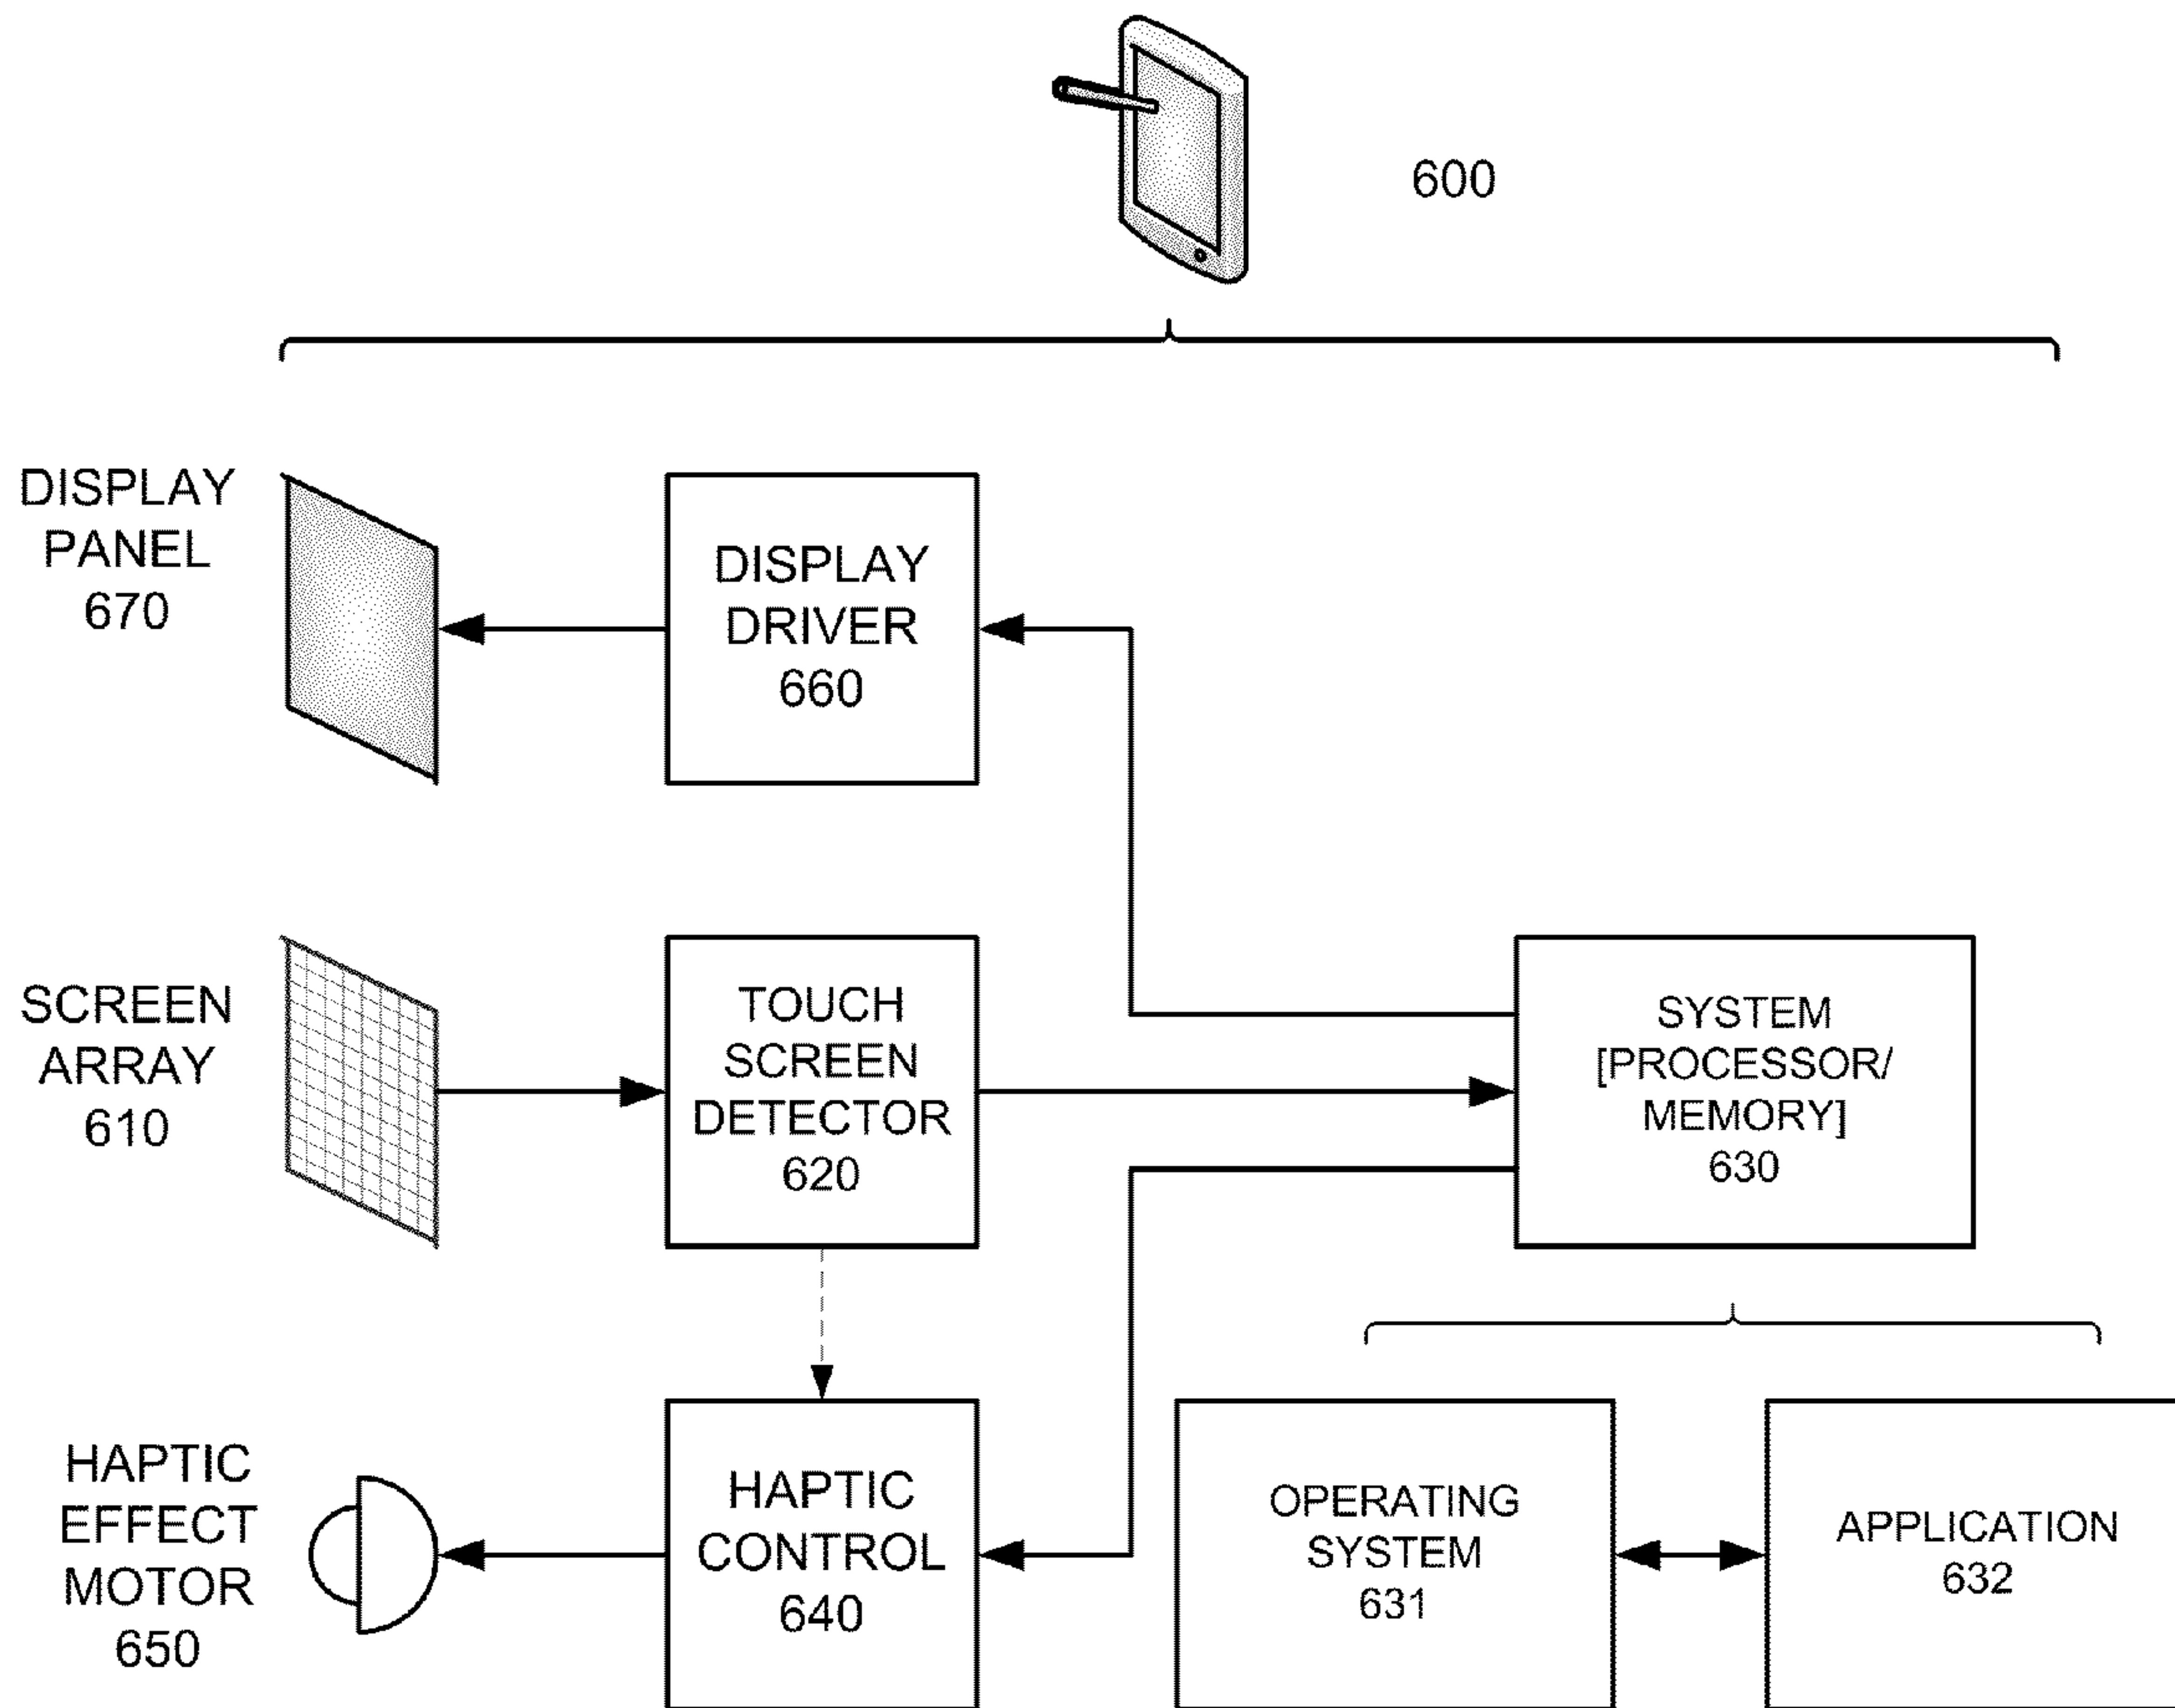 600
DISPLAY
PANEL
670
DISPLAY
DRIVER
660
SCREEN
ARRAY
610
TOUCH
SCREEN
DETECTOR
620
SYSTEM
[PROCESSOR/
MEMORY]
630
HAPTIC
EFFECT
MOTOR
650
HAPTIC
CONTROL
640
OPERATING
SYSTEM
631
APPLICATION
632